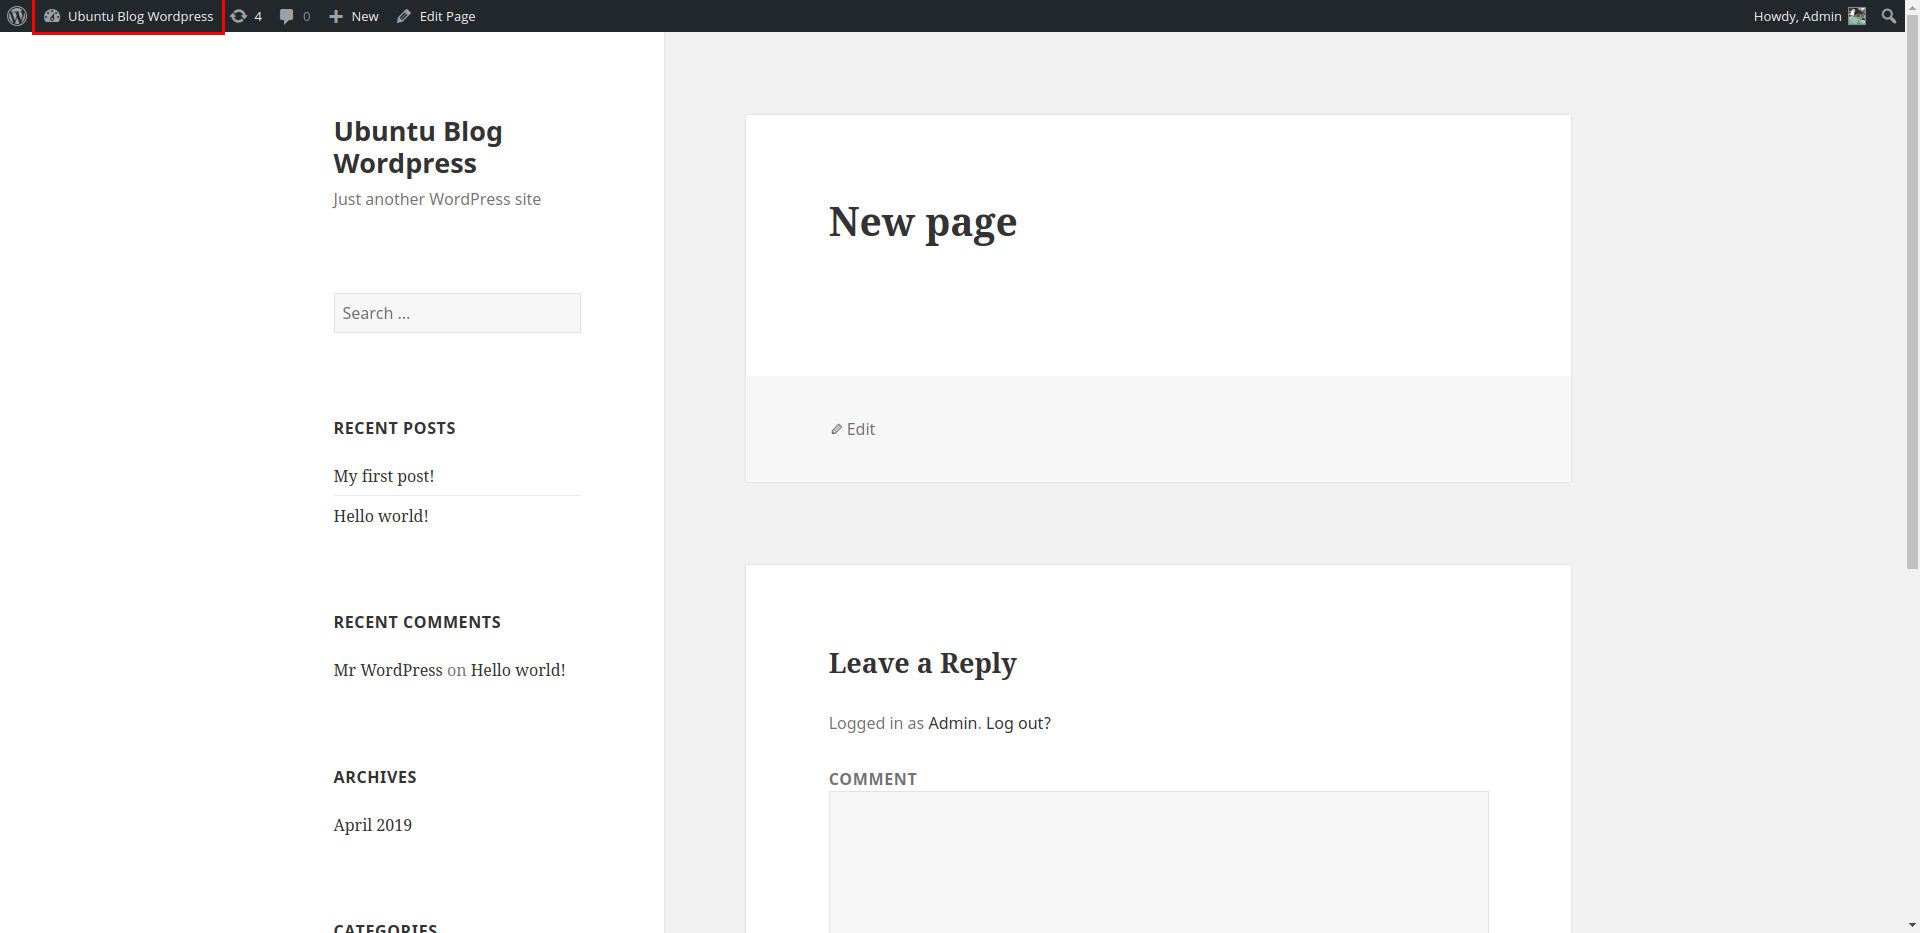 Ubuntu Blog Wordpress 4 0 New Edit Page Howdy, Admin
Ubuntu Blog
Wordpress
Just another WordPress site
Search ...
RECENT POSTS
My first post!
Hello world!
RECENT COMMENTS
Mr WordPress on Hello world!
ARCHIVES
April 2019
CATEGORIES
New page
Edit
Leave a Reply
Logged in as Admin. Log out?
COMMENT